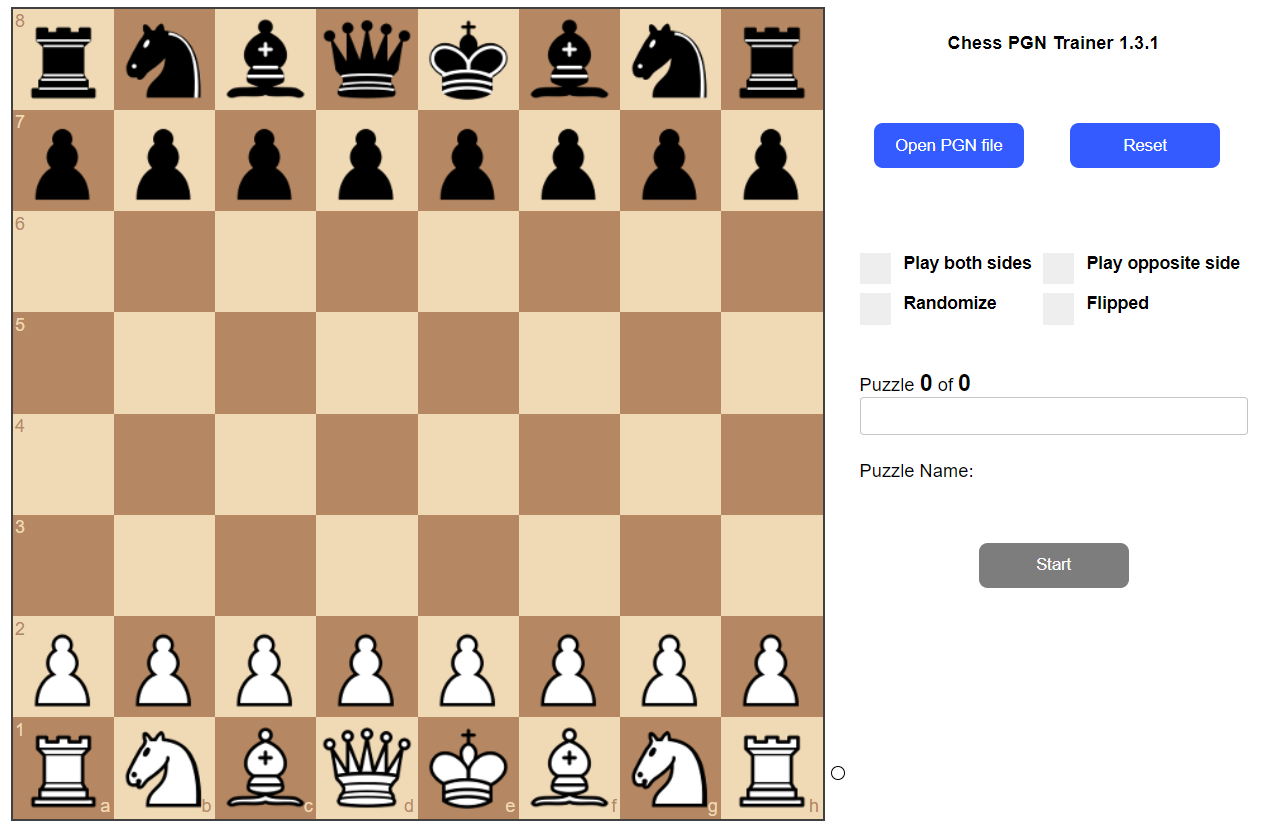 Chess PGN Trainer 1.3.1
Open PGN file
Reset
Play both sides
Play opposite side
Randomize
Flipped
Puzzle 0 of 0
Puzzle Name:
Start
8
7
6
5
4
3
2
1
a b c d e f g h